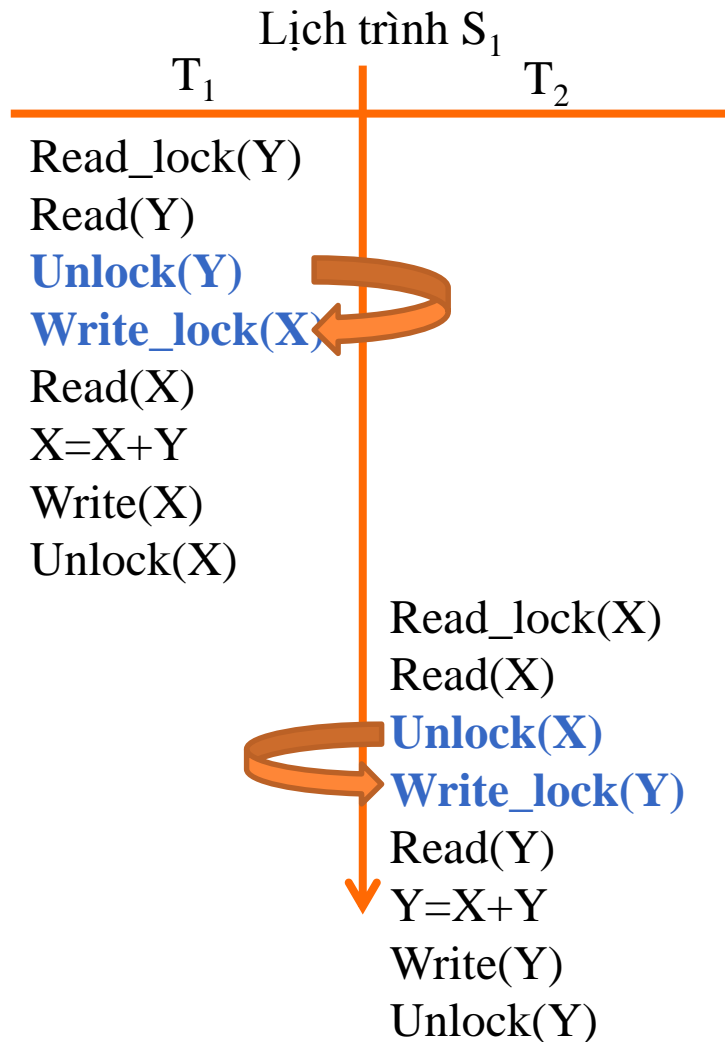 Lịch trình S₁
T₁ T₂
Read_lock(Y)
Read(Y)
Unlock(Y)
Write_lock(X)
Read(X)
X=X+Y
Write(X)
Unlock(X)
Read_lock(X)
Read(X)
Unlock(X)
Write_lock(Y)
Read(Y)
Y=X+Y
Write(Y)
Unlock(Y)